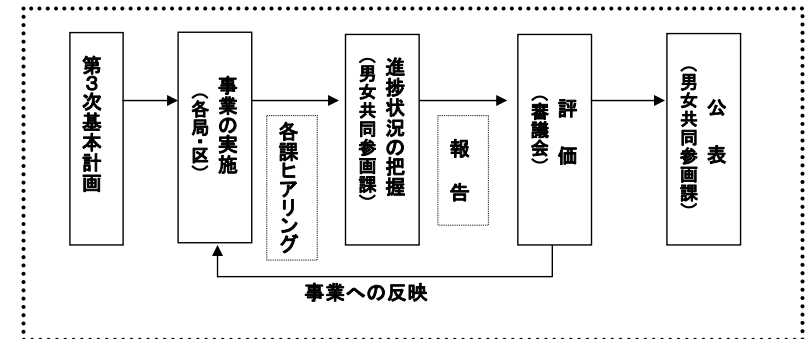 第３次基本計画
事業の実施
（各局・区）
各課ヒアリング
進捗状況の把握
（男女共同参画課）
報告
評価
（審議会）
公表
（男女共同参画課）
事業への反映